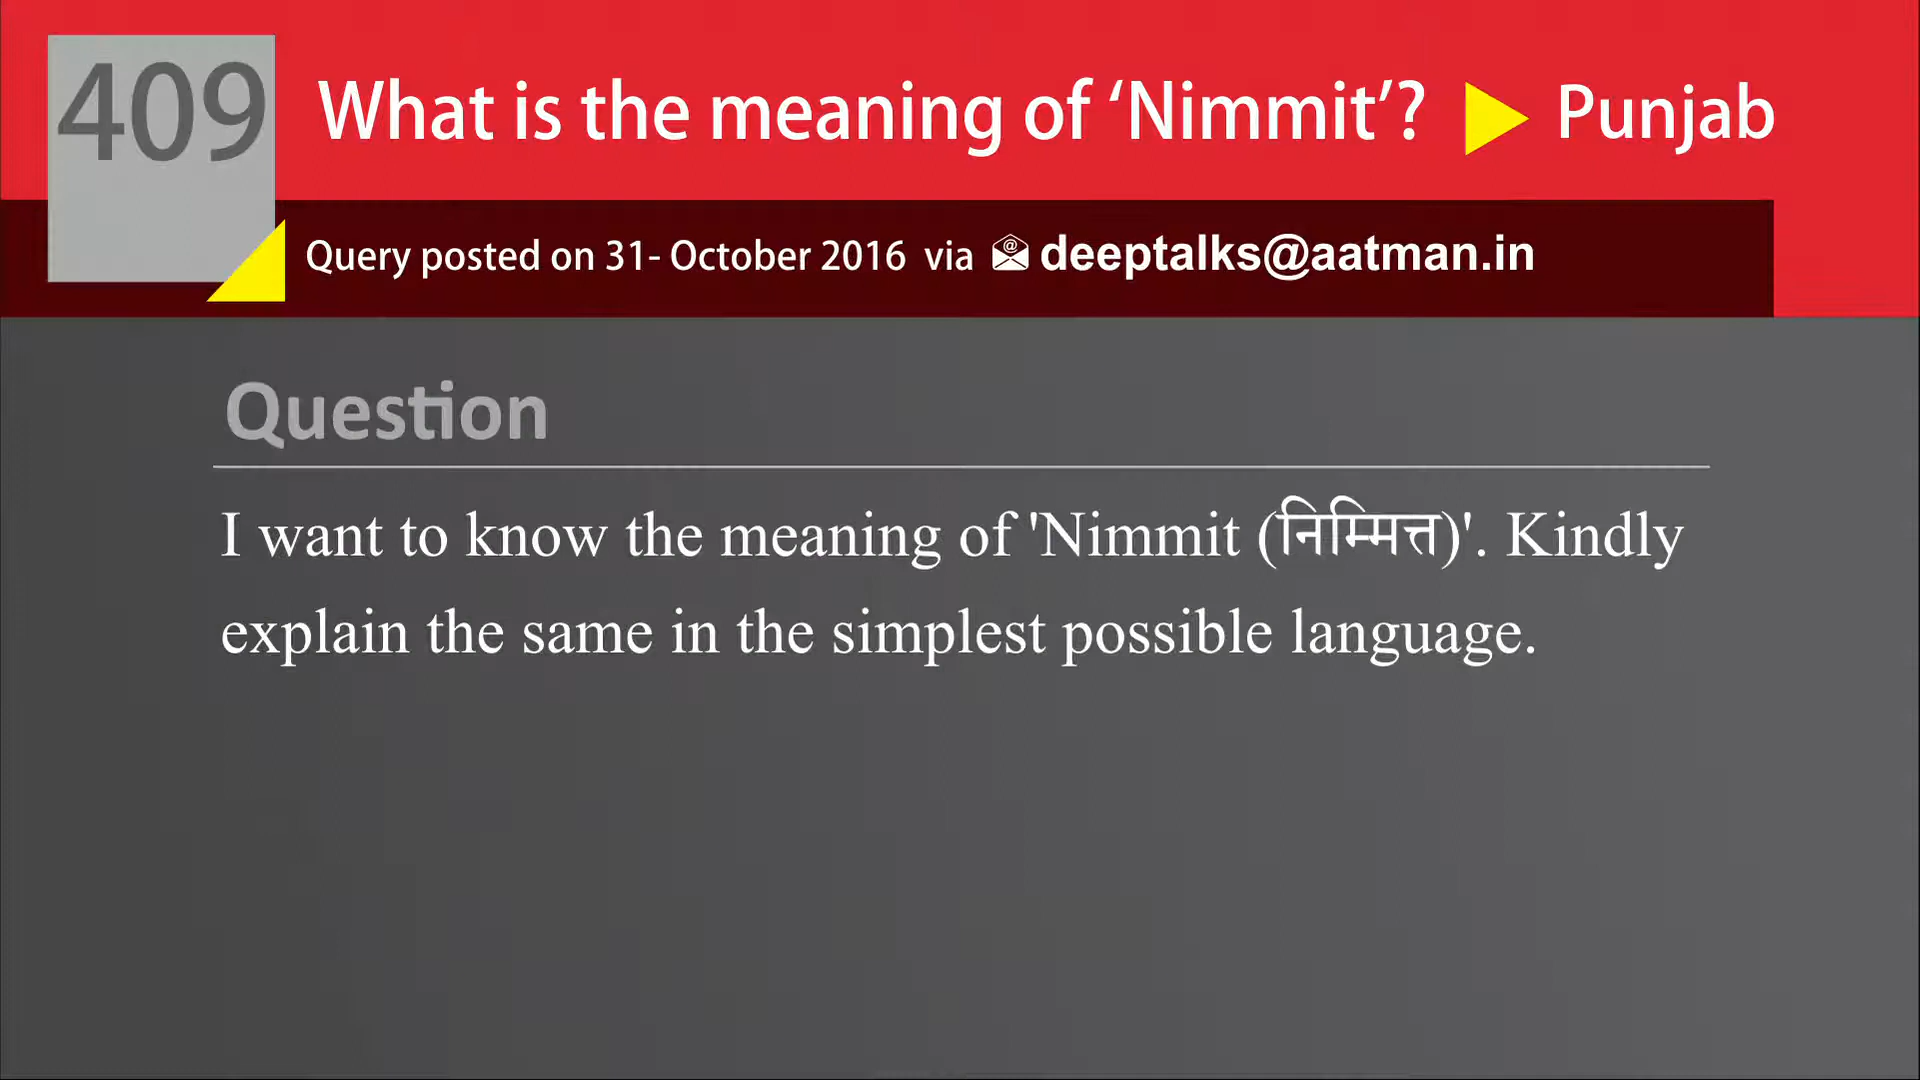 409
What is the meaning of ‘Nimmit’? Punjab
Query posted on 31- October 2016 via deeptalks@aatman.in
Question
I want to know the meaning of 'Nimmit (निम्मित्त)'. Kindly
explain the same in the simplest possible language.